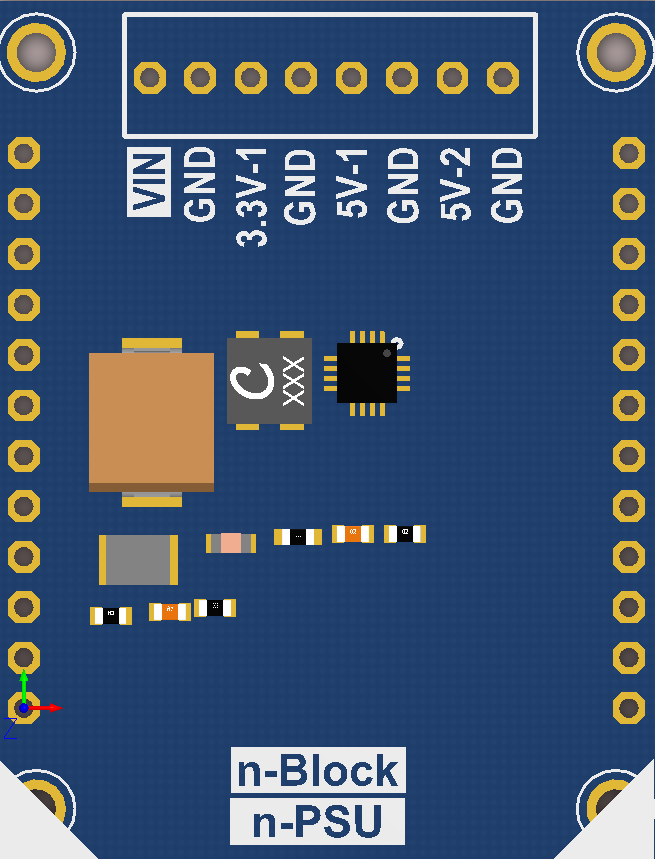 VIN
GND
3.3V-1
GND
5V-1
GND
5V-2
GND
C
XXX
Z
n-Block
n-PSU